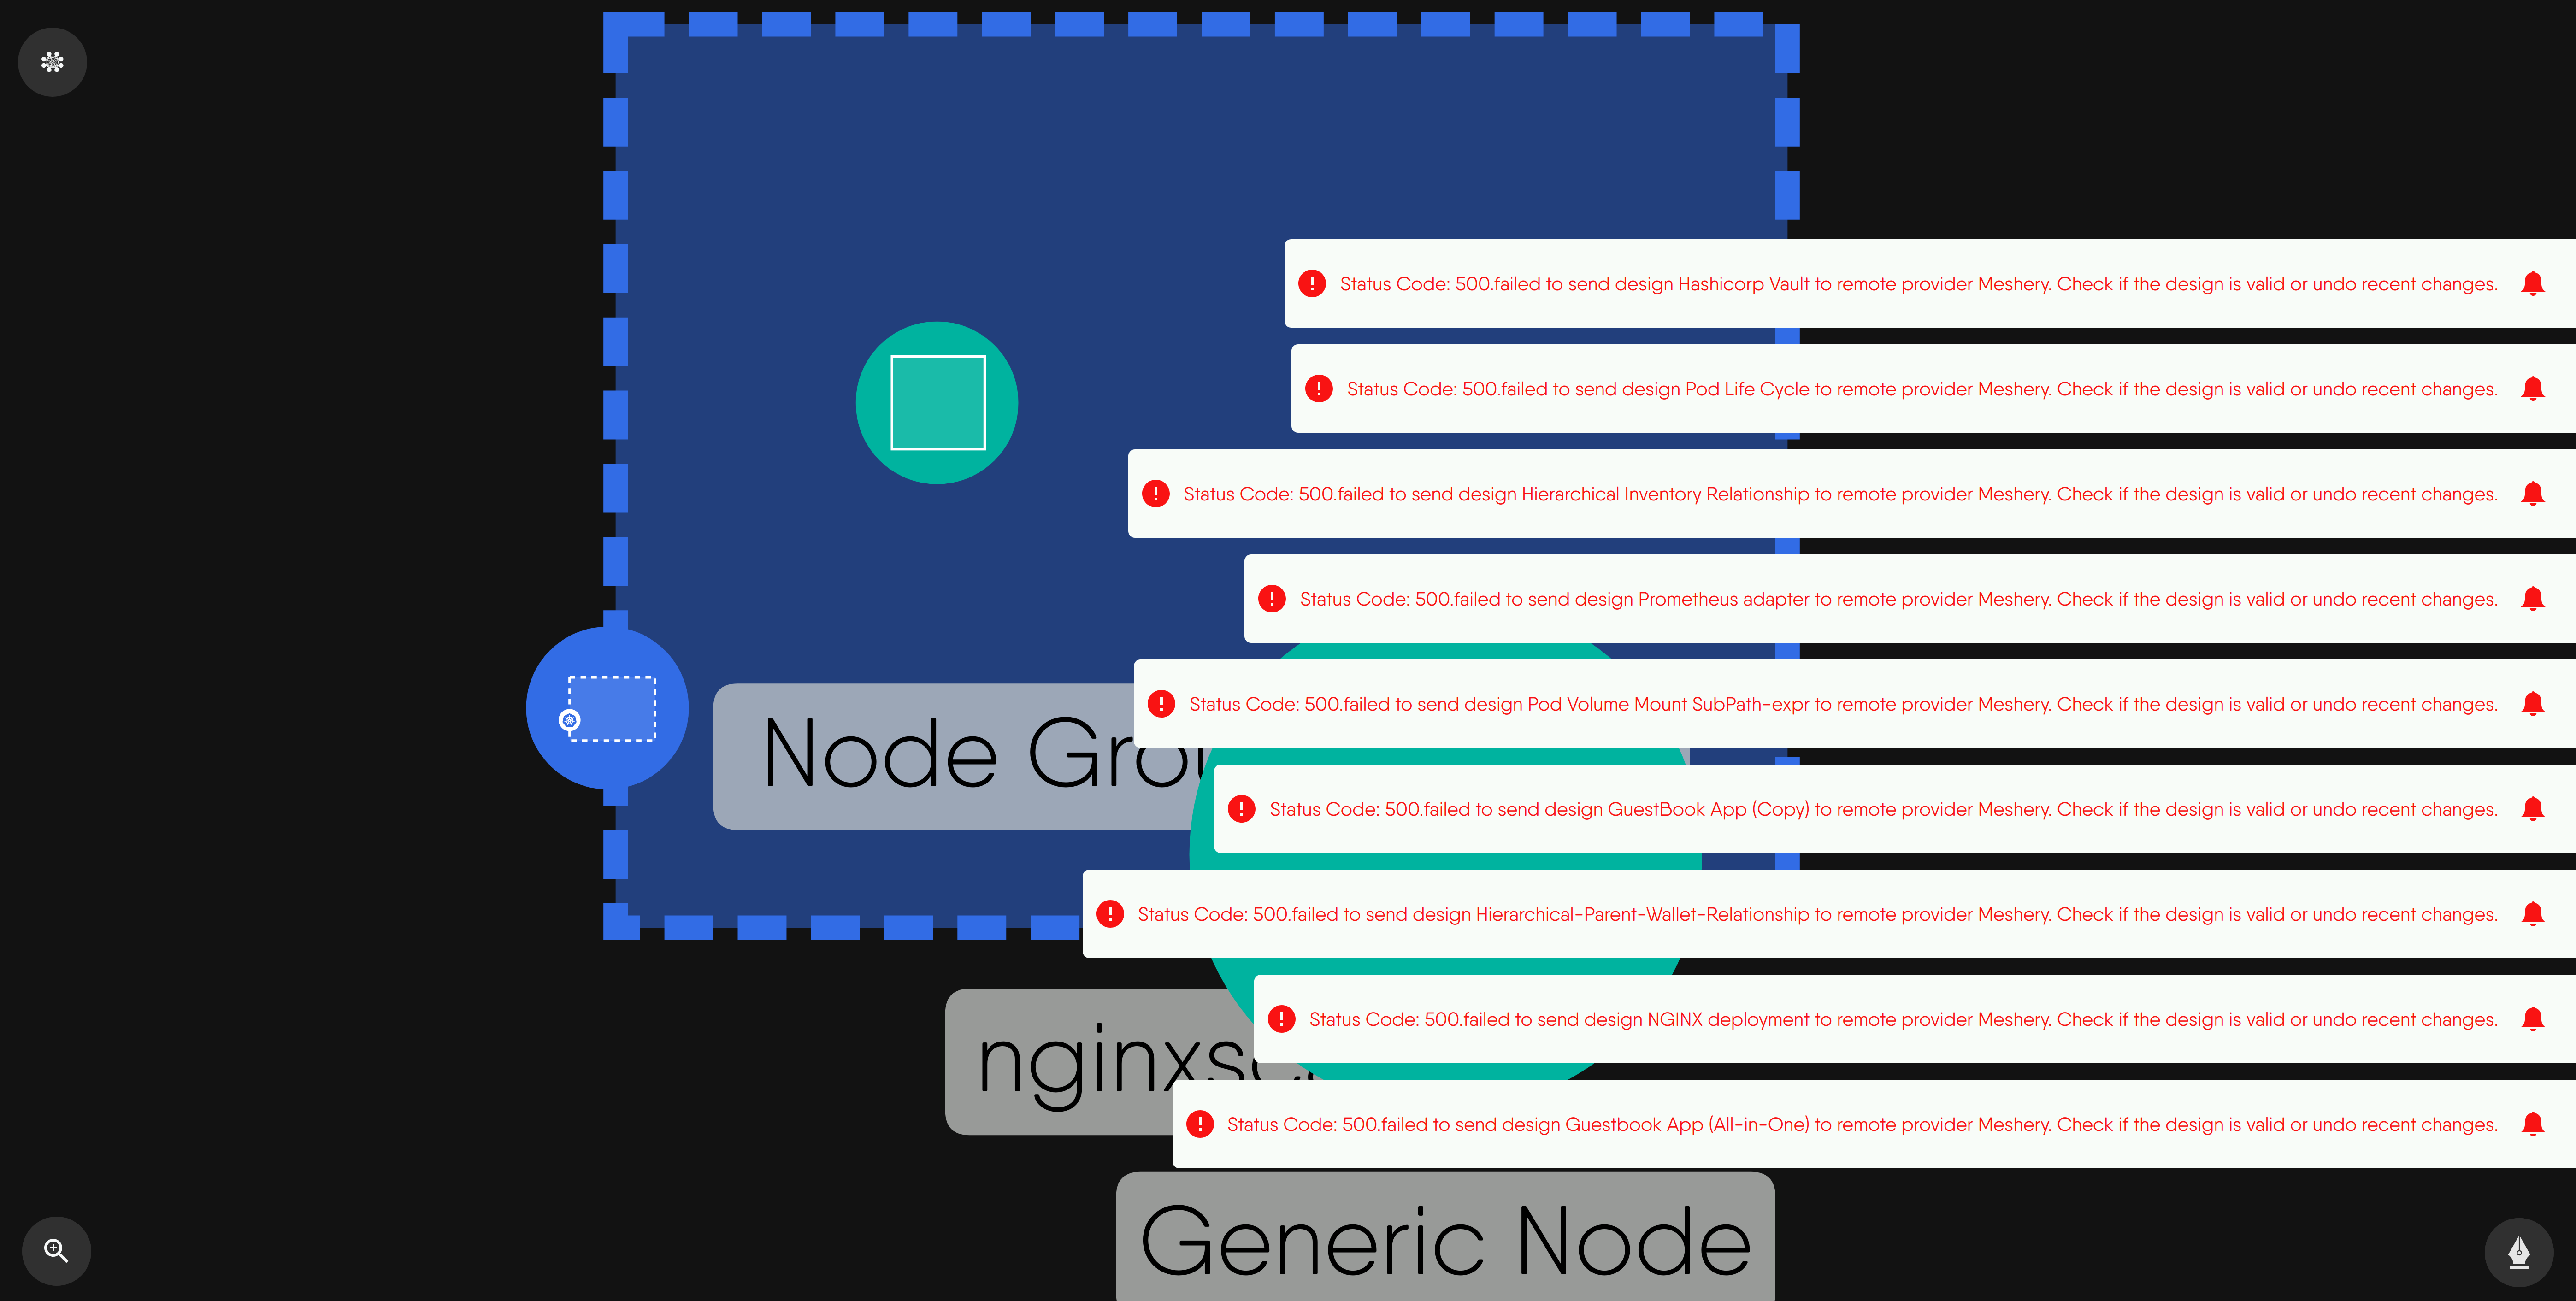 Status Code: 500.failed to send design Hashicorp Vault to remote provider Meshery. Check if the design is valid or undo recent changes.
Status Code: 500.failed to send design Pod Life Cycle to remote provider Meshery. Check if the design is valid or undo recent changes.
Status Code: 500.failed to send design Hierarchical Inventory Relationship to remote provider Meshery. Check if the design is valid or undo recent changes.
Status Code: 500.failed to send design Prometheus adapter to remote provider Meshery. Check if the design is valid or undo recent changes.
Status Code: 500.failed to send design Pod Volume Mount SubPath-expr to remote provider Meshery. Check if the design is valid or undo recent changes.
Node
Status Code: 500.failed to send design GuestBook App (Copy) to remote provider Meshery. Check if the design is valid or undo recent changes.
Status Code: 500.failed to send design Hierarchical-Parent-Wallet-Relationship to remote provider Meshery. Check if the design is valid or undo recent changes.
Status Code: 500.failed to send design NGINX deployment to remote provider Meshery. Check if the design is valid or undo recent changes.
Status Code: 500.failed to send design Guestbook App (All-in-One) to remote provider Meshery. Check if the design is valid or undo recent changes.
Generic Node